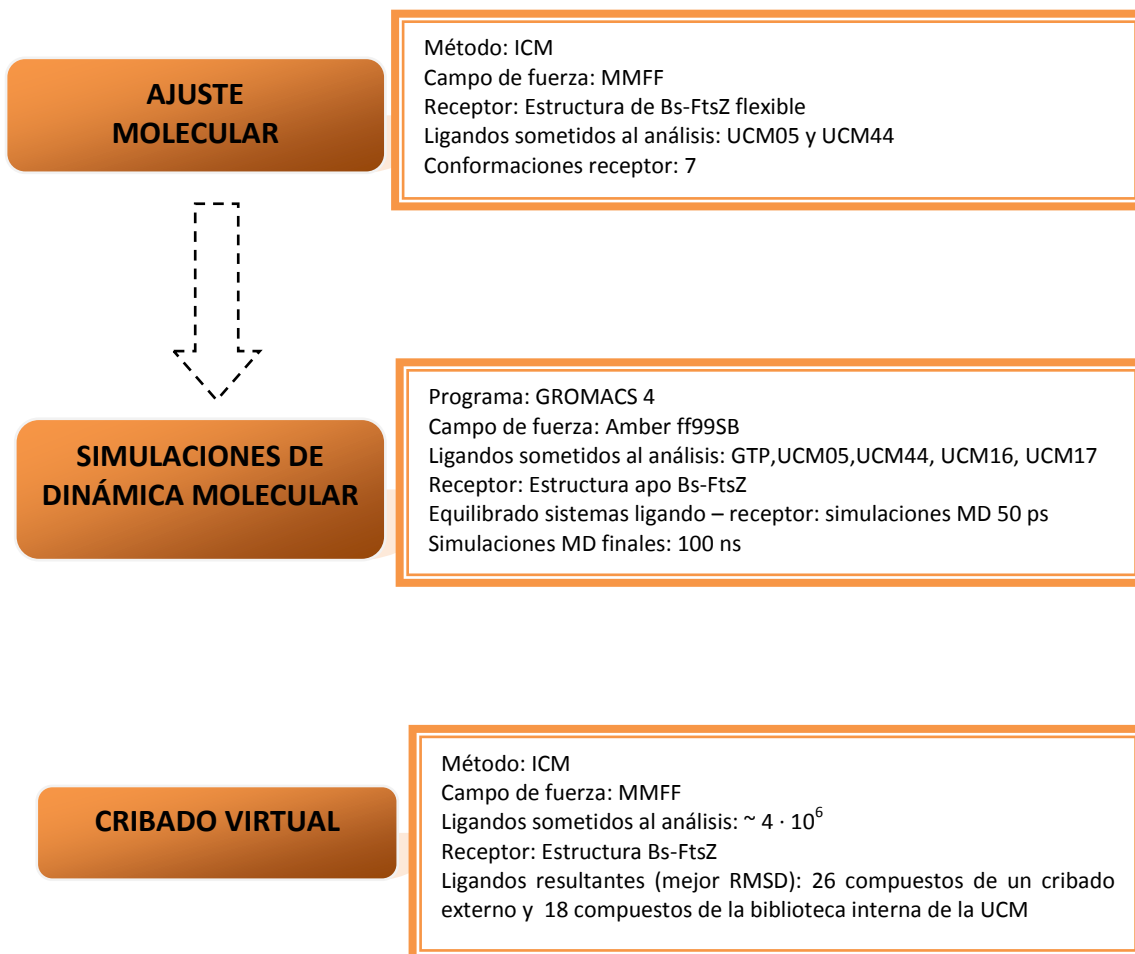 AJUSTE
MOLECULAR
Método: ICM
Campo de fuerza: MMFF
Receptor: Estructura de Bs-FtsZ flexible
Ligandos sometidos al análisis: UCM05 y UCM44
Conformaciones receptor: 7
SIMULACIONES DE
DINÁMICA MOLECULAR
Programa: GROMACS 4
Campo de fuerza: Amber ff99SB
Ligandos sometidos al análisis: GTP,UCM05,UCM44, UCM16, UCM17
Receptor: Estructura apo Bs-FtsZ
Equilibrado sistemas ligando – receptor: simulaciones MD 50 ps
Simulaciones MD finales: 100 ns
CRIBADO VIRTUAL
Método: ICM
Campo de fuerza: MMFF
Ligandos sometidos al análisis: ~ 4 · 10⁶
Receptor: Estructura Bs-FtsZ
Ligandos resultantes (mejor RMSD): 26 compuestos de un cribado
externo y 18 compuestos de la biblioteca interna de la UCM